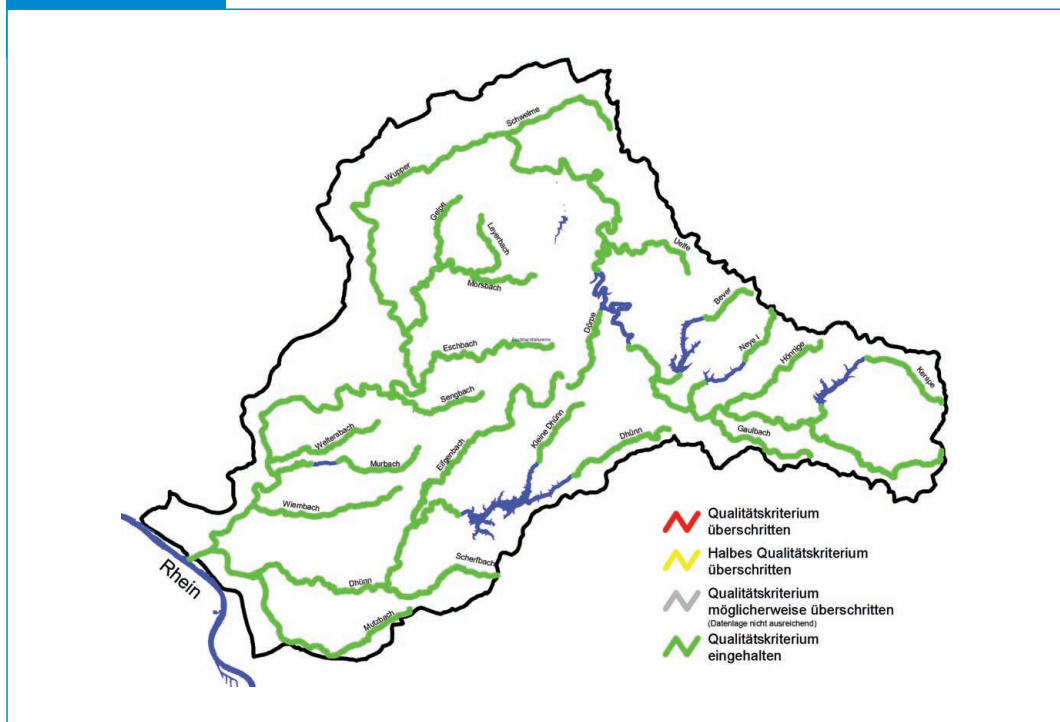 Schwelme
Wupper
Gelpe
Leyerbach
Morsbach
Uelfe
Bever
Neye I
Hönnige
Kerspe
Dörpe
Eschbach
Sengbach
Weltersbach
Murbach
Wiembach
Eifgenbach
Kleine Dhünn
Dhünn
Gaulbach
Scherfbach
Dhünn
Mutzbach
Rhein
Qualitätskriterium
überschritten
Halbes Qualitätskriterium
überschritten
Qualitätskriterium
möglicherweise überschritten
(Datenlage nicht ausreichend)
Qualitätskriterium
eingehalten